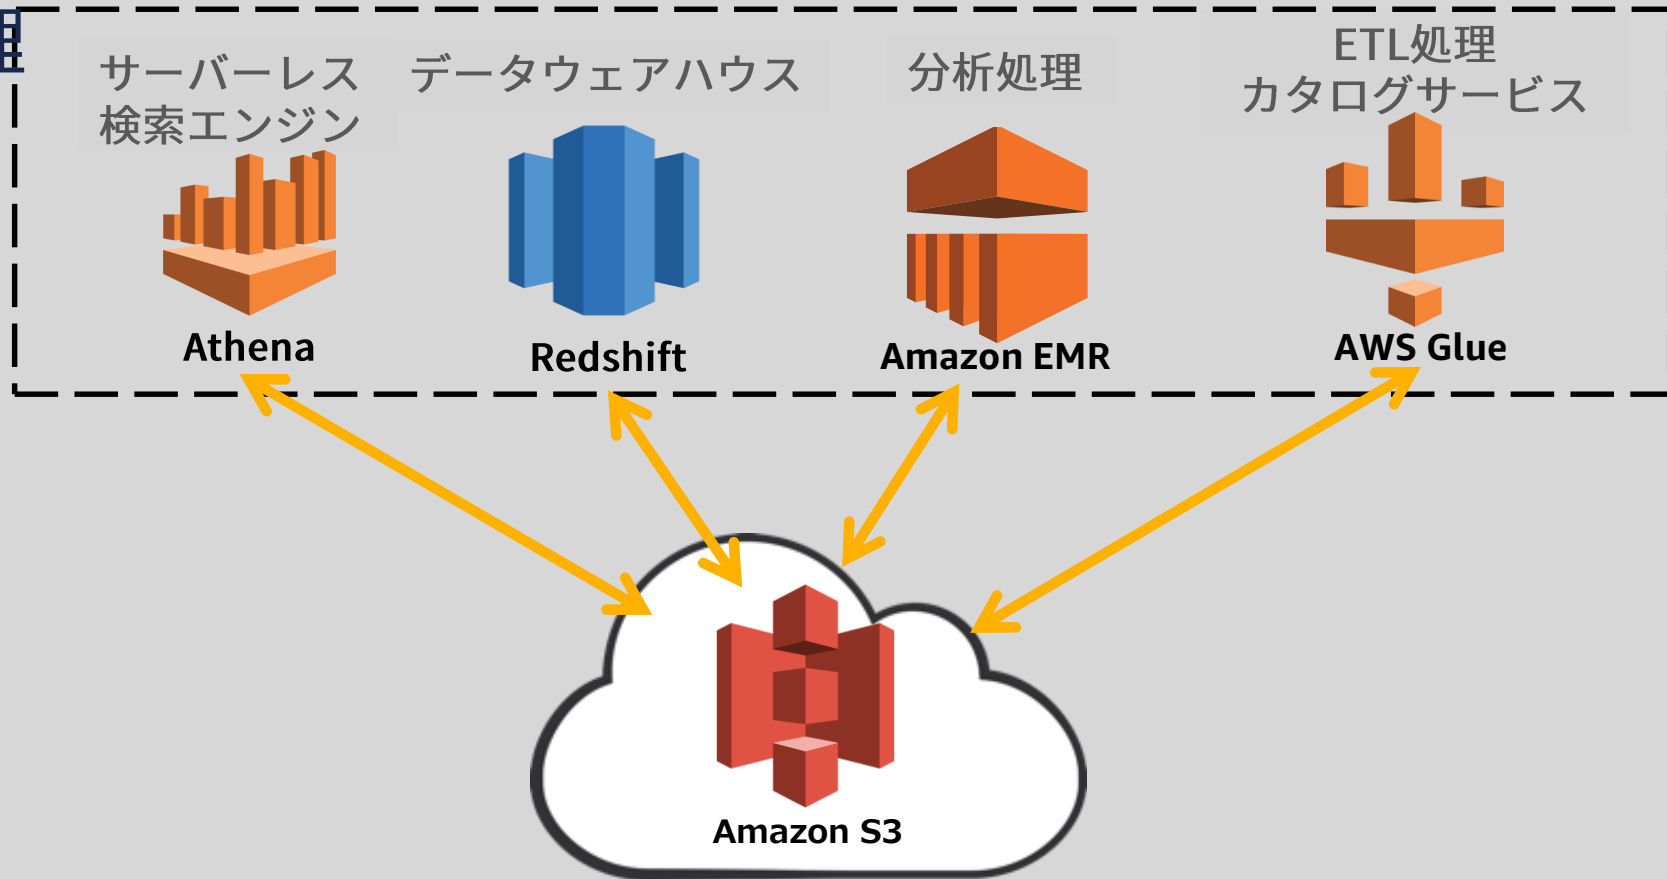 サーバーレス
検索エンジン
データウェアハウス
分析処理
ETL処理
カタログサービス
Athena
Redshift
Amazon EMR
AWS Glue
Amazon S3